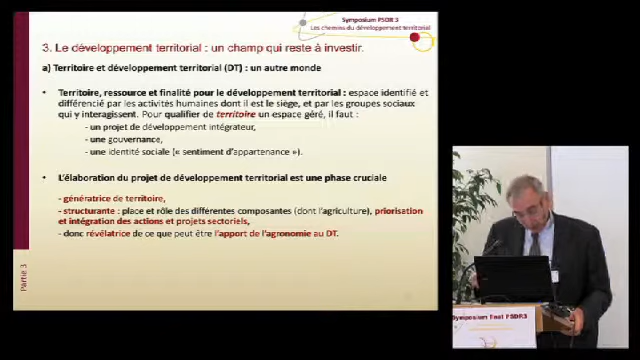 Symposium PSDR 3
Les chemins du développement territorial
3. Le développement territorial : un champ qui reste à investir.
a) Territoire et développement territorial (DT) : un autre monde
• Territoire, ressource et finalité pour le développement territorial : espace identifié et
différencié par les activités humaines dont il est le siège, et par les groupes sociaux
qui y interagissent. Pour qualifier de territoire un espace géré, il faut :
- un projet de développement intégrateur,
- une gouvernance,
- une identité sociale (« sentiment d'appartenance »).
• L'élaboration du projet de développement territorial est une phase cruciale
- génératrice de territoire,
- structurante : place et rôle des différentes composantes (dont l'agriculture), priorisation
et intégration des actions et projets sectoriels,
- donc révélatrice de ce que peut être l'apport de l'agronomie au DT.
Partie 3
Symposium final PSDR3